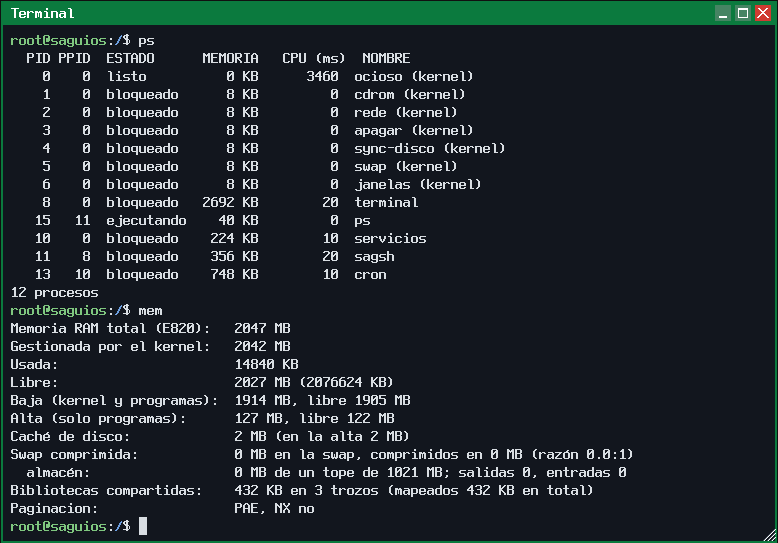 Terminal
root@saguios:/$ ps
  PID PPID  ESTADO      MEMORIA   CPU (ms)  NOMBRE
    0    0  listo          0 KB      3460  ocioso (kernel)
    1    0  bloqueado      8 KB         0  cdrom (kernel)
    2    0  bloqueado      8 KB         0  rede (kernel)
    3    0  bloqueado      8 KB         0  apagar (kernel)
    4    0  bloqueado      8 KB         0  sync-disco (kernel)
    5    0  bloqueado      8 KB         0  swap (kernel)
    6    0  bloqueado      8 KB         0  janelas (kernel)
    8    0  bloqueado   2692 KB        20  terminal
   15   11  ejecutando    40 KB         0  ps
   10    0  bloqueado    224 KB        10  servicios
   11    8  bloqueado    356 KB        20  sagsh
   13   10  bloqueado    748 KB        10  cron
12 procesos
root@saguios:/$ mem
Memoria RAM total (E820):   2047 MB
Gestionada por el kernel:   2042 MB
Usada:                      14840 KB
Libre:                      2027 MB (2076624 KB)
Baja (kernel y programas):  1914 MB, libre 1905 MB
Alta (solo programas):      127 MB, libre 122 MB
Caché de disco:             2 MB (en la alta 2 MB)
Swap comprimida:            0 MB en la swap, comprimidos en 0 MB (razón 0.0:1)
  almacén:                  0 MB de un tope de 1021 MB; salidas 0, entradas 0
Bibliotecas compartidas:    432 KB en 3 trozos (mapeados 432 KB en total)
Paginacion:                 PAE, NX no
root@saguios:/$